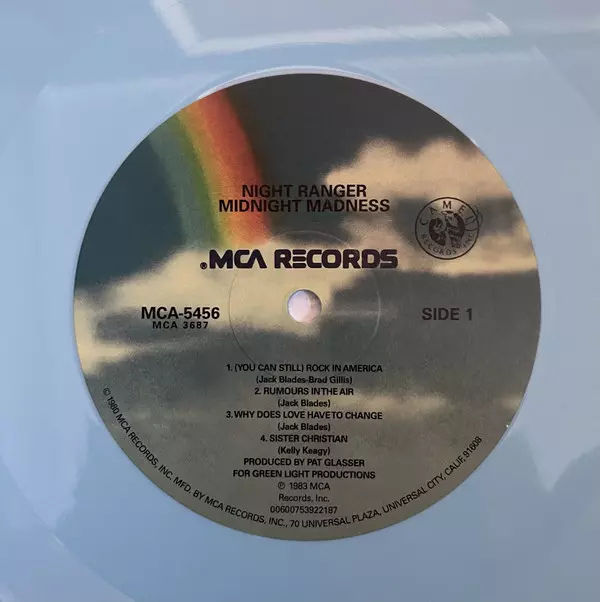 NIGHT RANGER
MIDNIGHT MADNESS
CAMEL
RECORDS INC.
MCA RECORDS
MCA-5456
MCA 3687
SIDE 1
1. (YOU CAN STILL) ROCK IN AMERICA
(Jack Blades-Brad Gillis)
2. RUMOURS IN THE AIR
(Jack Blades)
3. WHY DOES LOVE HAVE TO CHANGE
(Jack Blades)
4. SISTER CHRISTIAN
(Kelly Keagy)
PRODUCED BY PAT GLASSER
FOR GREEN LIGHT PRODUCTIONS
℗ 1983 MCA
Records, Inc.
00600753922187
© 1980 MCA RECORDS, INC. MFD. BY MCA RECORDS, INC., 70 UNIVERSAL PLAZA, UNIVERSAL CITY, CALIF, 91608